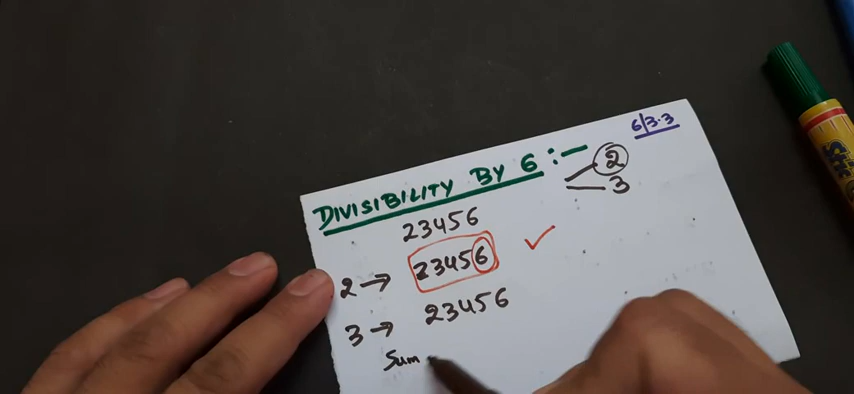 6/3.3
DIVISIBILITY BY 6 :-
2
3
23456
2 → 23456 ✓
3 → 23456
Sum